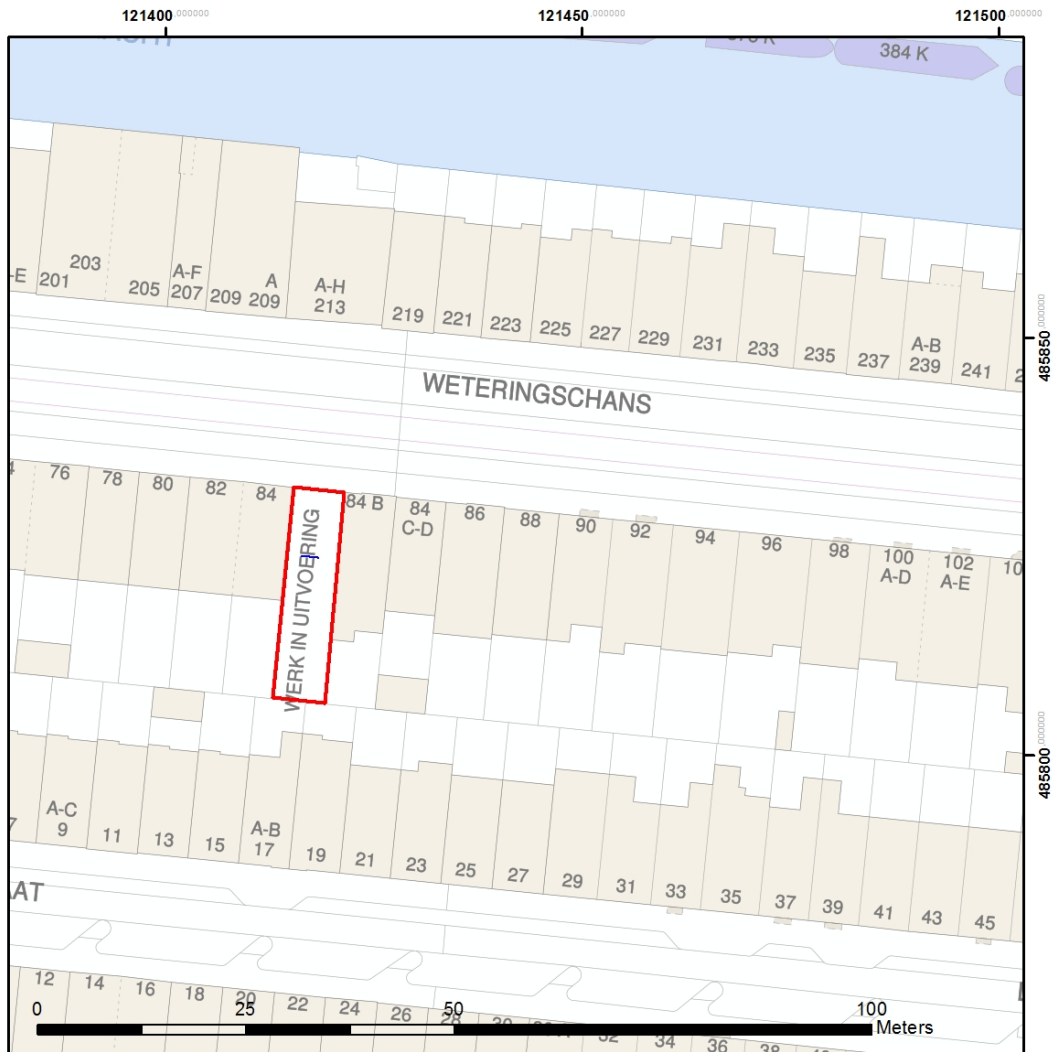 121400.000000 121450.000000 121500.000000
384 K
203
-E 201 205 A-F 207 209 A 209 A-H 213 219 221 223 225 227 229 231 233 235 237 A-B 239 241
485850.000000
WETERINGSCHANS
76 78 80 82 84 84 B 84 C-D 86 88 90 92 94 96 98 100 A-D 102 A-E
WERK IN UITVOERING
485800.000000
A-C 9 11 13 15 A-B 17 19 21 23 25 27 29 31 33 35 37 39 41 43 45
AAT
12 14 16 18 20 22 24 26 28 32 34 36 38
0 25 50 100
Meters